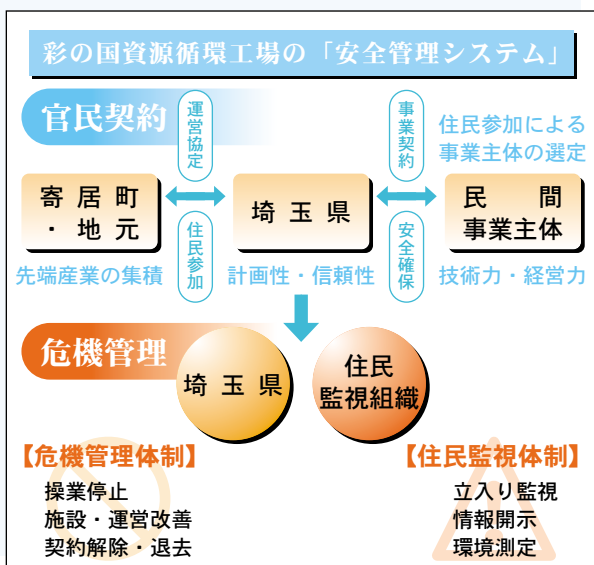 彩の国資源循環工場の「安全管理システム」
官民契約
運営協定
事業契約
住民参加による
事業主体の選定
寄居町
・地元
埼玉県
民間
事業主体
住民参加
安全確保
先端産業の集積
計画性・信頼性
技術力・経営力
危機管理
埼玉県
住民
監視組織
【危機管理体制】
操業停止
施設・運営改善
契約解除・退去
【住民監視体制】
立入り監視
情報開示
環境測定